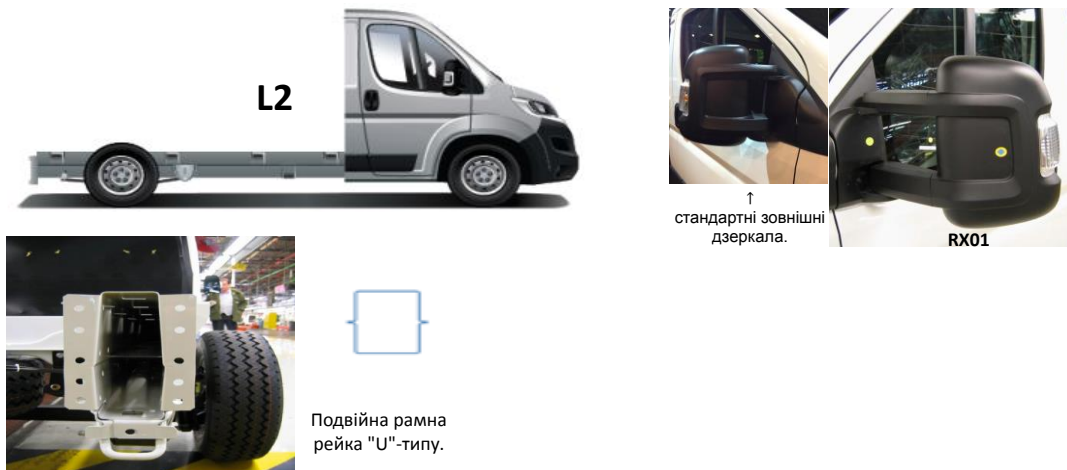 L2
↑
стандартні зовнішні
дзеркала.
RX01
Подвійна рамна
рейка "U"-типу.